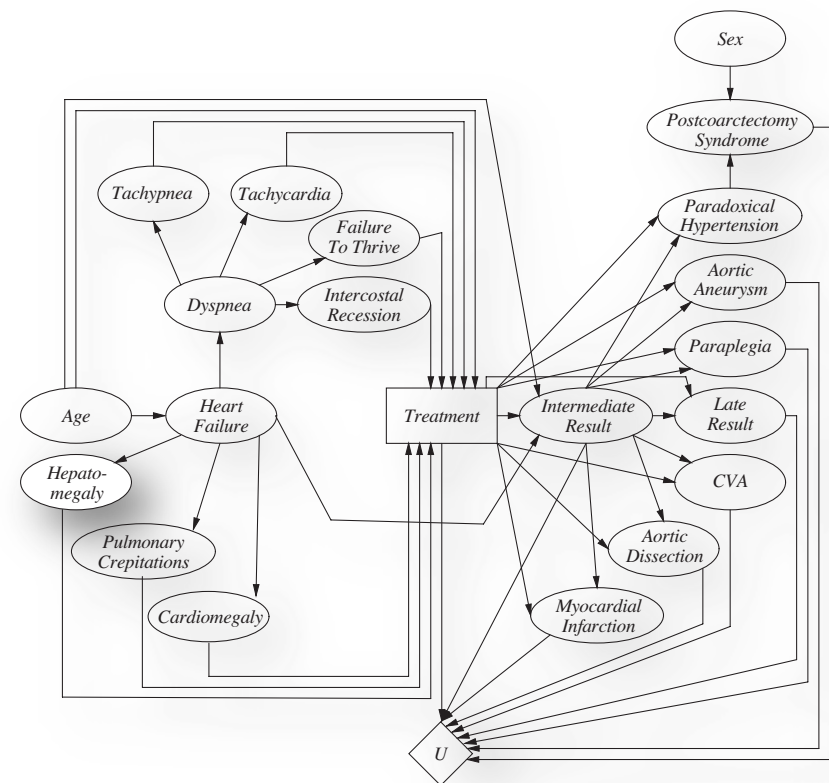 Sex
Postcoarctectomy
Syndrome
Tachypnea
Tachycardia
Paradoxical
Hypertension
Failure
To Thrive
Aortic
Aneurysm
Dyspnea
Intercostal
Recession
Paraplegia
Age
Heart
Failure
Treatment
Intermediate
Result
Late
Result
Hepato-
megaly
CVA
Pulmonary
Crepitations
Aortic
Dissection
Cardiomegaly
Myocardial
Infarction
U